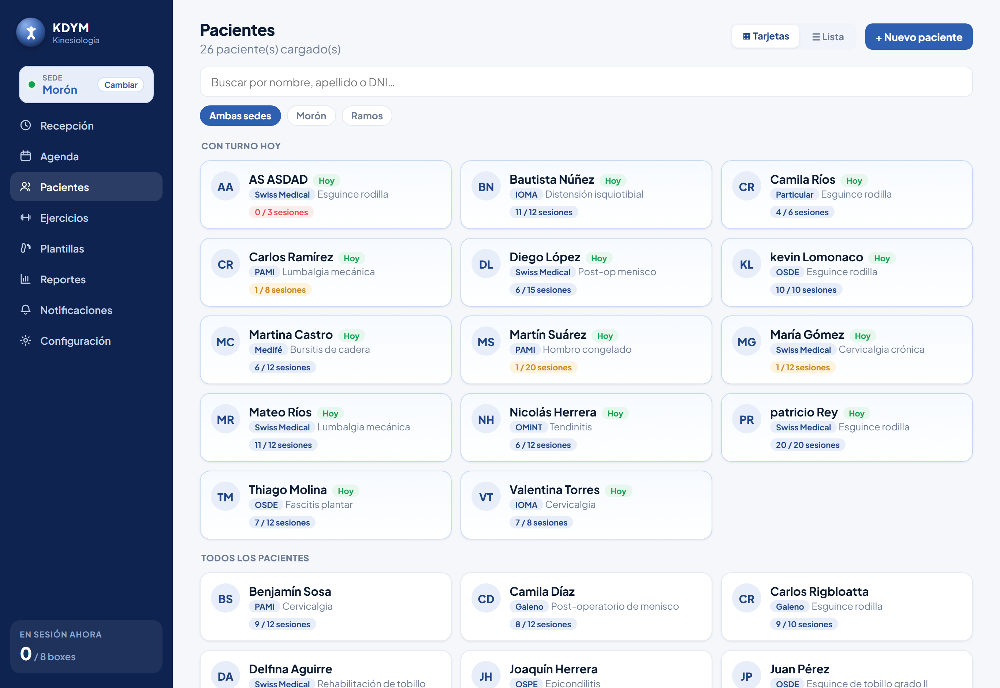 KDYM
Kinesiología
SEDE
Morón
Cambiar
Recepción
Agenda
Pacientes
Ejercicios
Plantillas
Reportes
Notificaciones
Configuración
EN SESIÓN AHORA
0 / 8 boxes
Pacientes
26 paciente(s) cargado(s)
Tarjetas
Lista
+ Nuevo paciente
Buscar por nombre, apellido o DNI...
Ambas sedes
Morón
Ramos
CON TURNO HOY
AA
AS ASDAD Hoy
Swiss Medical Esguince rodilla
0 / 3 sesiones
BN
Bautista Núñez Hoy
IOMA Distensión isquiotibial
11 / 12 sesiones
CR
Camila Ríos Hoy
Particular Esguince rodilla
4 / 6 sesiones
CR
Carlos Ramírez Hoy
PAMI Lumbalgia mecánica
1 / 8 sesiones
DL
Diego López Hoy
Swiss Medical Post-op menisco
6 / 15 sesiones
KL
kevin Lomonaco Hoy
OSDE Esguince rodilla
10 / 10 sesiones
MC
Martina Castro Hoy
Medifé Bursitis de cadera
6 / 12 sesiones
MS
Martín Suárez Hoy
PAMI Hombro congelado
1 / 20 sesiones
MG
María Gómez Hoy
Swiss Medical Cervicalgia crónica
1 / 12 sesiones
MR
Mateo Ríos Hoy
Swiss Medical Lumbalgia mecánica
11 / 12 sesiones
NH
Nicolás Herrera Hoy
OMINT Tendinitis
6 / 12 sesiones
PR
patricio Rey Hoy
Swiss Medical Esguince rodilla
20 / 20 sesiones
TM
Thiago Molina Hoy
OSDE Fascitis plantar
7 / 12 sesiones
VT
Valentina Torres Hoy
IOMA Cervicalgia
7 / 8 sesiones
TODOS LOS PACIENTES
BS
Benjamín Sosa
PAMI Cervicalgia
9 / 12 sesiones
CD
Camila Díaz
Galeno Post-operatorio de menisco
8 / 12 sesiones
CR
Carlos Rigbloatta
Galeno Esguince rodilla
9 / 10 sesiones
DA
Delfina Aguirre
Swiss Medical Rehabilitación de tobillo
JH
Joaquín Herrera
OSPE Epicondilitis
JP
Juan Pérez
OSDE Esguince de tobillo grado II